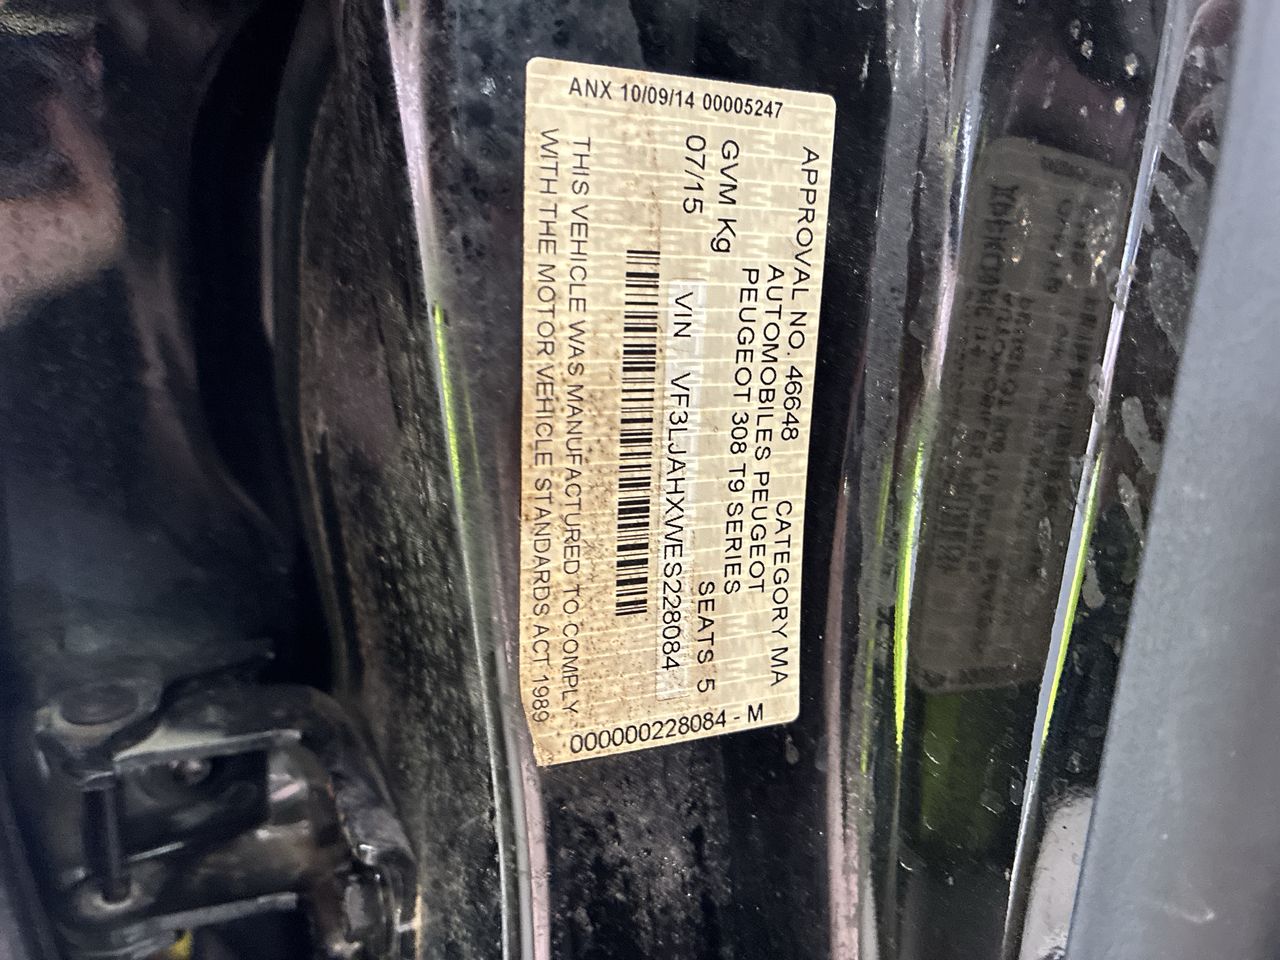 ANX 10/09/14 00005247
APPROVAL NO. 46648 CATEGORY MA
AUTOMOBILES PEUGEOT
PEUGEOT 308 T9 SERIES
GVM Kg
07/15 SEATS 5
VIN VF3LJAHXWES228084
THIS VEHICLE WAS MANUFACTURED TO COMPLY
WITH THE MOTOR VEHICLE STANDARDS ACT 1989
000000228084 - M